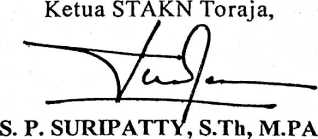 Ketua STAKN Toraja,
S. P. SURIPATTY, S.Th, M.PA